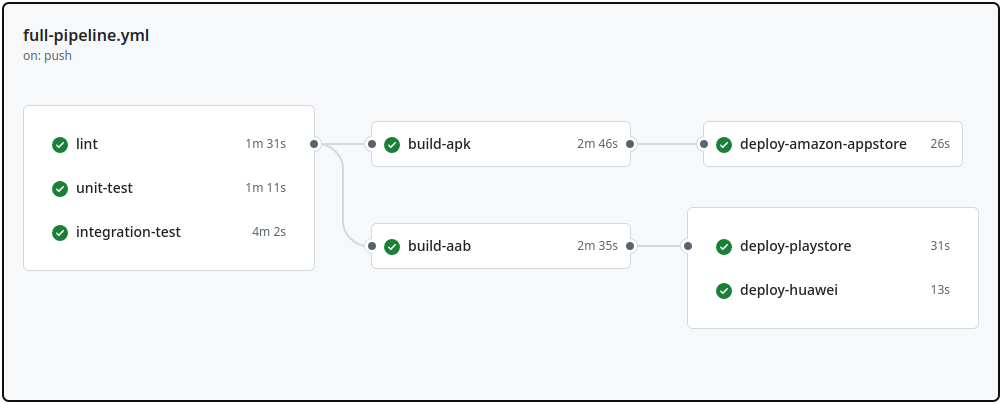 full-pipeline.yml
on: push
lint 1m 31s
unit-test 1m 11s
integration-test 4m 2s
build-apk 2m 46s
build-aab 2m 35s
deploy-amazon-appstore 26s
deploy-playstore 31s
deploy-huawei 13s